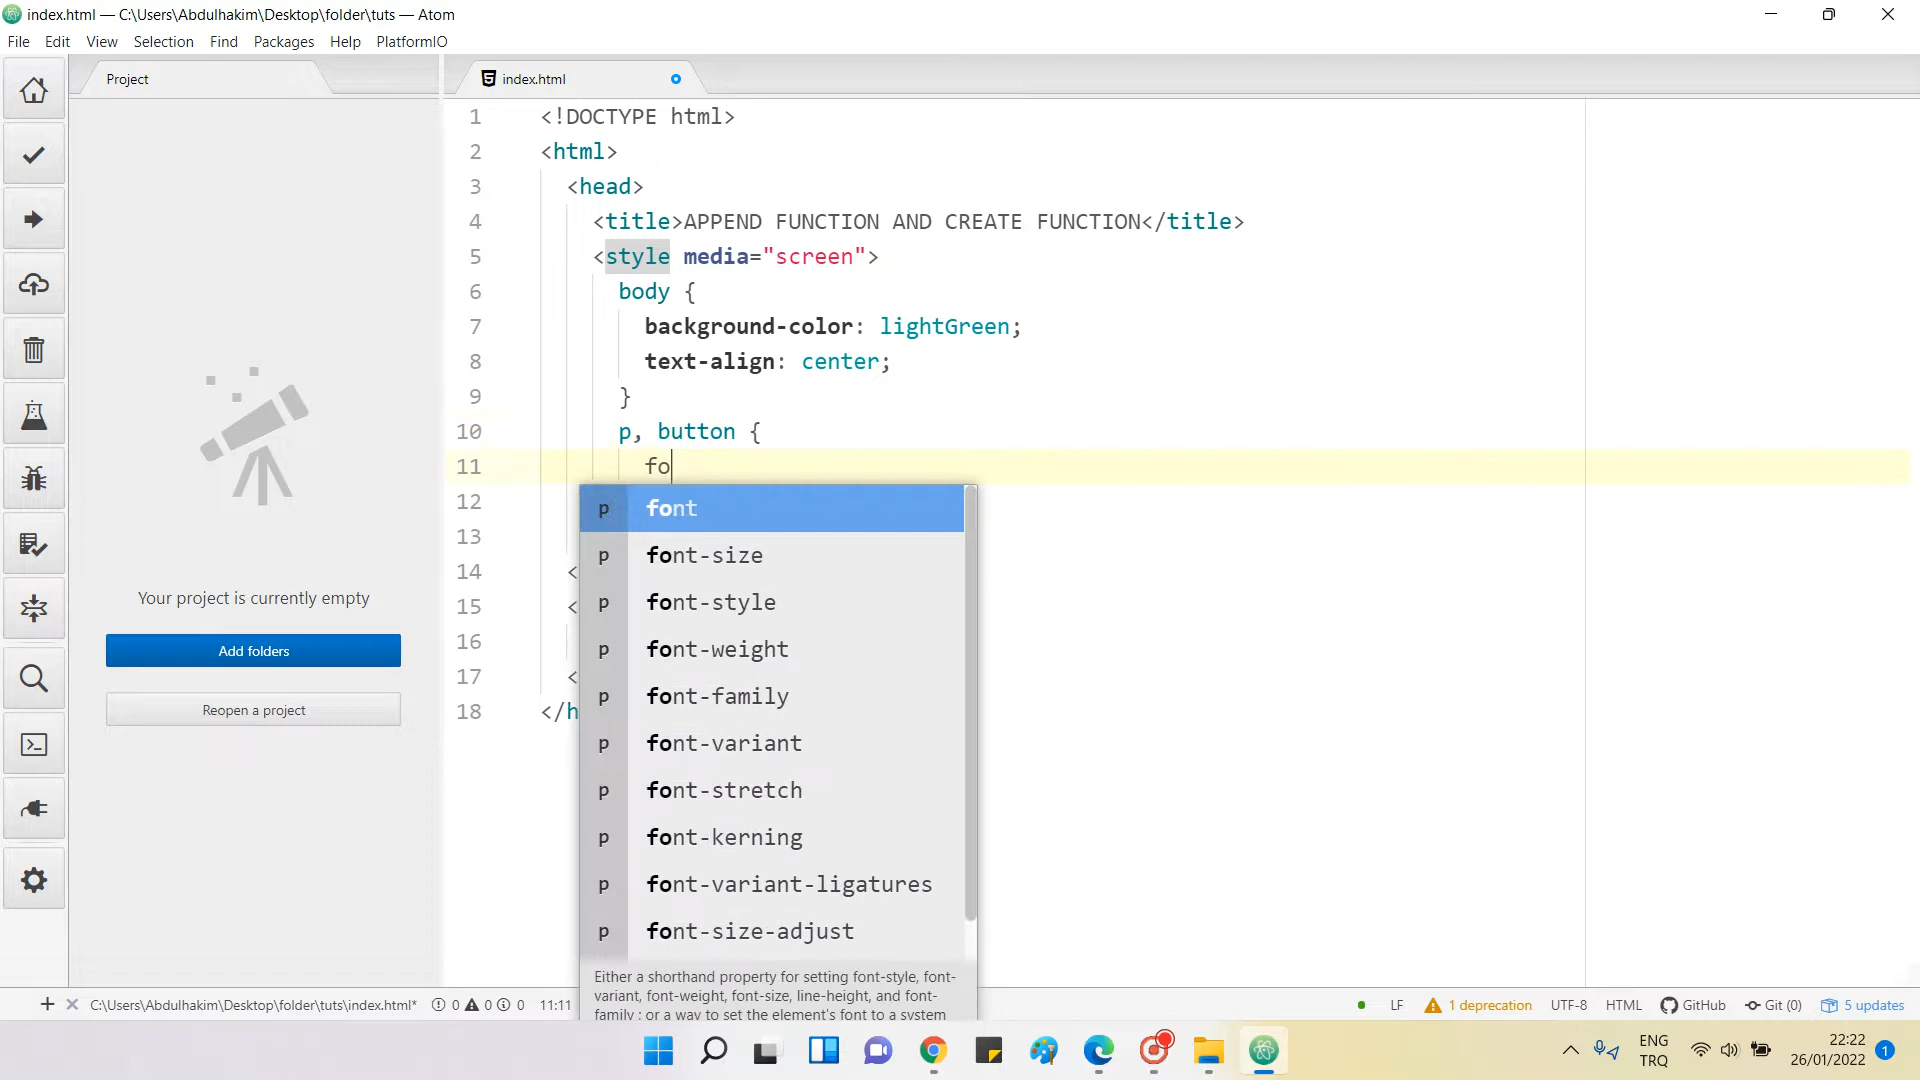 index.html — C:\Users\Abdulhakim\Desktop\folder\tuts — Atom
File Edit View Selection Find Packages Help PlatformIO
Project
index.html
1 <!DOCTYPE html>
2 <html>
3 <head>
4 <title>APPEND FUNCTION AND CREATE FUNCTION</title>
5 <style media="screen">
6 body {
7 background-color: lightGreen;
8 text-align: center;
9 }
10 p, button {
11 fo
12
13
14 <
15 <
16
17 <
18 </h
p font
p font-size
p font-style
p font-weight
p font-family
p font-variant
p font-stretch
p font-kerning
p font-variant-ligatures
p font-size-adjust
Either a shorthand property for setting font-style, font-
variant, font-weight, font-size, line-height, and font-
family ; or a way to set the element's font to a system
Your project is currently empty
Add folders
Reopen a project
C:\Users\Abdulhakim\Desktop\folder\tuts\index.html* 0 0 0 11:11
LF 1 deprecation UTF-8 HTML GitHub Git (0) 5 updates
ENG
TRQ
22:22
26/01/2022
1